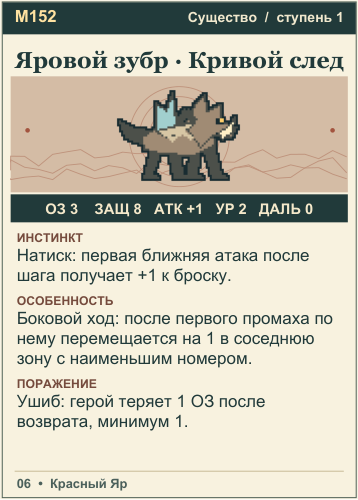 М152
Существо / ступень 1
Яровой зубр · Кривой след
ОЗ 3 ЗАЩ 8 АТК +1 УР 2 ДАЛЬ 0
ИНСТИНКТ
Натиск: первая ближняя атака после
шага получает +1 к броску.
ОСОБЕННОСТЬ
Боковой ход: после первого промаха по
нему перемещается на 1 в соседнюю
зону с наименьшим номером.
ПОРАЖЕНИЕ
Ушиб: герой теряет 1 ОЗ после
возврата, минимум 1.
06 • Красный Яр